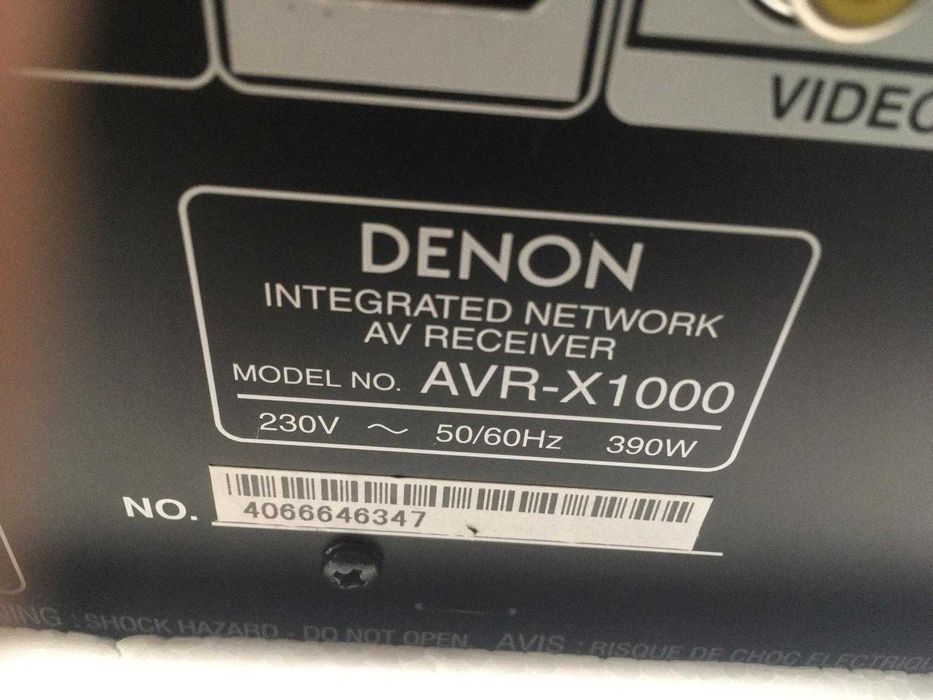 VIDEO
DENON
INTEGRATED NETWORK
AV RECEIVER
MODEL NO. AVR-X1000
230V ~ 50/60Hz 390W
NO. 4066646347
: SHOCK HAZARD - DO NOT OPEN AVIS : RISQUE DE CHOC ELECTRIQUE